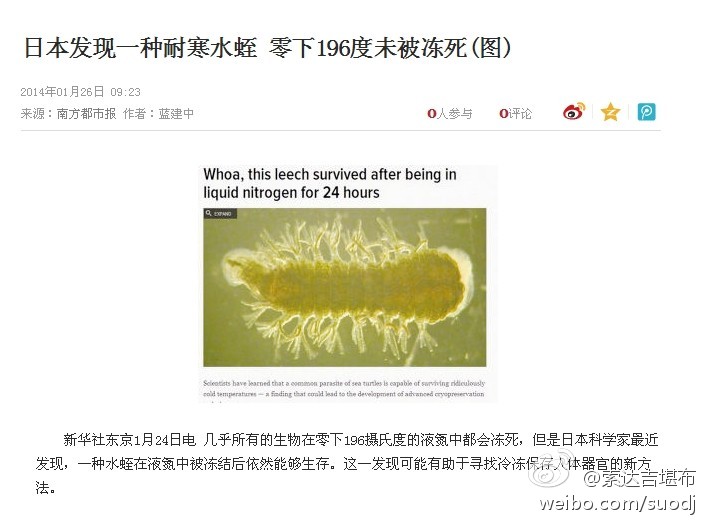 日本发现一种耐寒水蛭 零下196度未被冻死(图)
2014年01月26日 09:23
来源：南方都市报 作者：蓝建中 0人参与 0评论
Whoa, this leech survived after being in
liquid nitrogen for 24 hours
EXPAND
Scientists have learned that a common parasite of sea turtles is capable of surviving ridiculously
cold temperatures — a finding that could lead to the development of advanced cryopreservation
新华社东京1月24日电 几乎所有的生物在零下196摄氏度的液氮中都会冻死，但是日本科学家最近
发现，一种水蛭在液氮中被冻结后依然能够生存。这一发现可能有助于寻找冷冻保存人体器官的新方
法。
@索达吉堪布
weibo.com/suodj